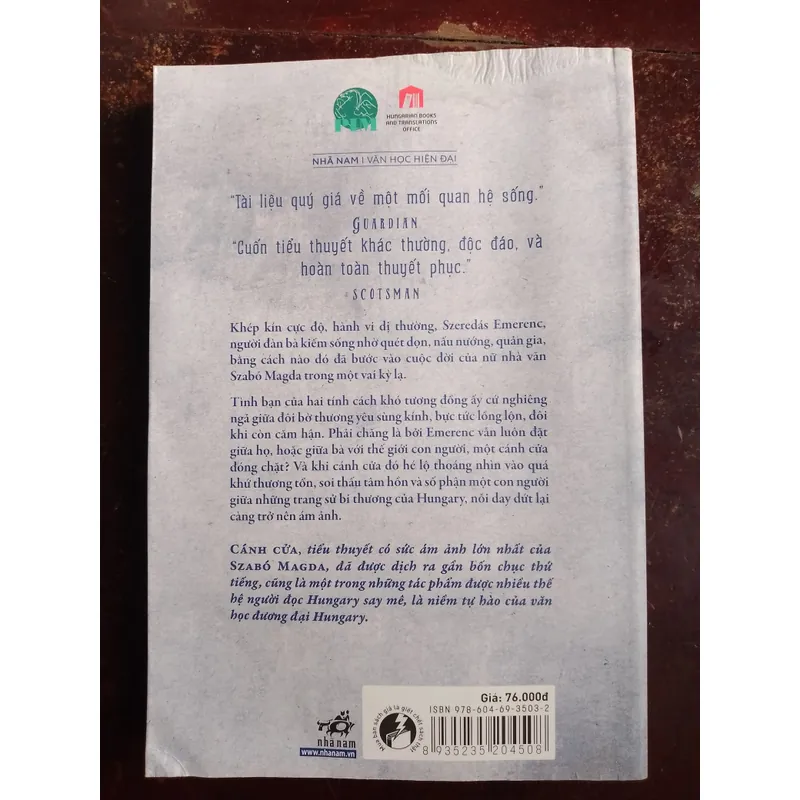 PIM
HUNGARIAN BOOKS
AND TRANSLATIONS
OFFICE
NHÃ NAM | VĂN HỌC HIỆN ĐẠI
“Tài liệu quý giá về một mối quan hệ sống.”
GUARDIAN
“Cuốn tiểu thuyết khác thường, độc đáo, và
hoàn toàn thuyết phục.”
SCOTSMAN
Khép kín cực độ, hành vi dị thường, Szeredás Emerenc,
người đàn bà kiếm sống nhờ quét dọn, nấu nướng, quản gia,
bằng cách nào đó đã bước vào cuộc đời của nữ nhà văn
Szabó Magda trong một vai kỳ lạ.
Tình bạn của hai tính cách khó tương đồng ấy cứ nghiêng
ngả giữa đôi bờ thương yêu sùng kính, bực tức lồng lộn, đôi
khi còn căm hận. Phải chăng là bởi Emerenc vẫn luôn đặt
giữa họ, hoặc giữa bà với thế giới con người, một cánh cửa
đóng chặt? Và khi cánh cửa đó hé lộ thoáng nhìn vào quá
khứ thương tổn, soi thấu tâm hồn và số phận một con người
giữa những trang sử bi thương của Hungary, nỗi day dứt lại
càng trở nên ám ảnh.
CÁNH CỬA, tiểu thuyết có sức ám ảnh lớn nhất của
SZABÓ MAGDA, đã được dịch ra gần bốn chục thứ
tiếng, cũng là một trong những tác phẩm được nhiều thế
hệ người đọc Hungary say mê, là niềm tự hào của văn
học đương đại Hungary.
Giá: 76.000đ
ISBN 978-604-69-3503-2
8 935235 204508
Mua bán sách giả là giết chết sách thật
nhã nam
www.nhanam.vn